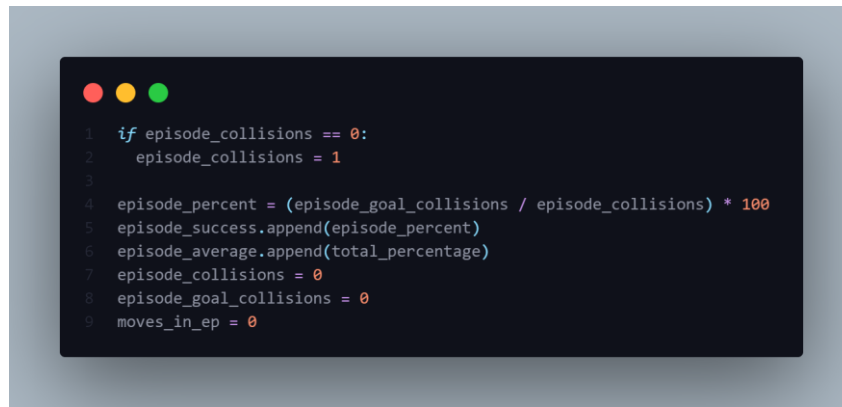 1 if episode_collisions == 0:
2   episode_collisions = 1
3
4 episode_percent = (episode_goal_collisions / episode_collisions) * 100
5 episode_success.append(episode_percent)
6 episode_average.append(total_percentage)
7 episode_collisions = 0
8 episode_goal_collisions = 0
9 moves_in_ep = 0